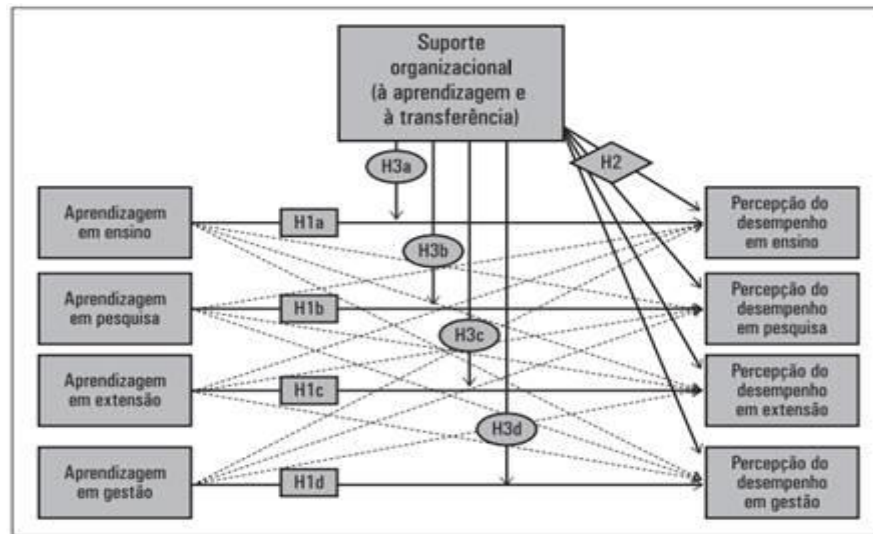 Suporte
organizacional
(à aprendizagem e
à transferência)
H3a
H2
Aprendizagem
em ensino
H1a
Percepção do
desempenho
em ensino
H3b
Aprendizagem
em pesquisa
H1b
Percepção do
desempenho
em pesquisa
H3c
Aprendizagem
em extensão
H1c
Percepção do
desempenho
em extensão
H3d
Aprendizagem
em gestão
H1d
Percepção do
desempenho
em gestão